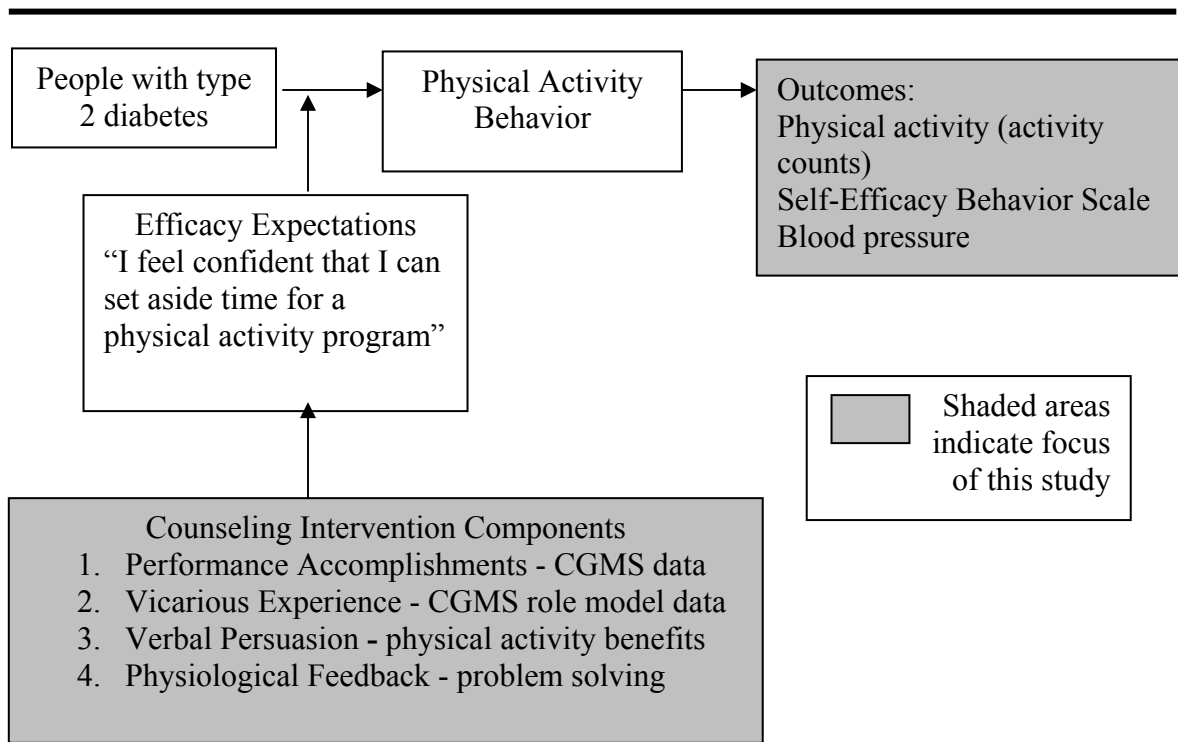 People with type
2 diabetes
Physical Activity
Behavior
Outcomes:
Physical activity (activity
counts)
Self-Efficacy Behavior Scale
Blood pressure
Efficacy Expectations
“I feel confident that I can
set aside time for a
physical activity program”
Shaded areas
indicate focus
of this study
Counseling Intervention Components
1. Performance Accomplishments - CGMS data
2. Vicarious Experience - CGMS role model data
3. Verbal Persuasion - physical activity benefits
4. Physiological Feedback - problem solving